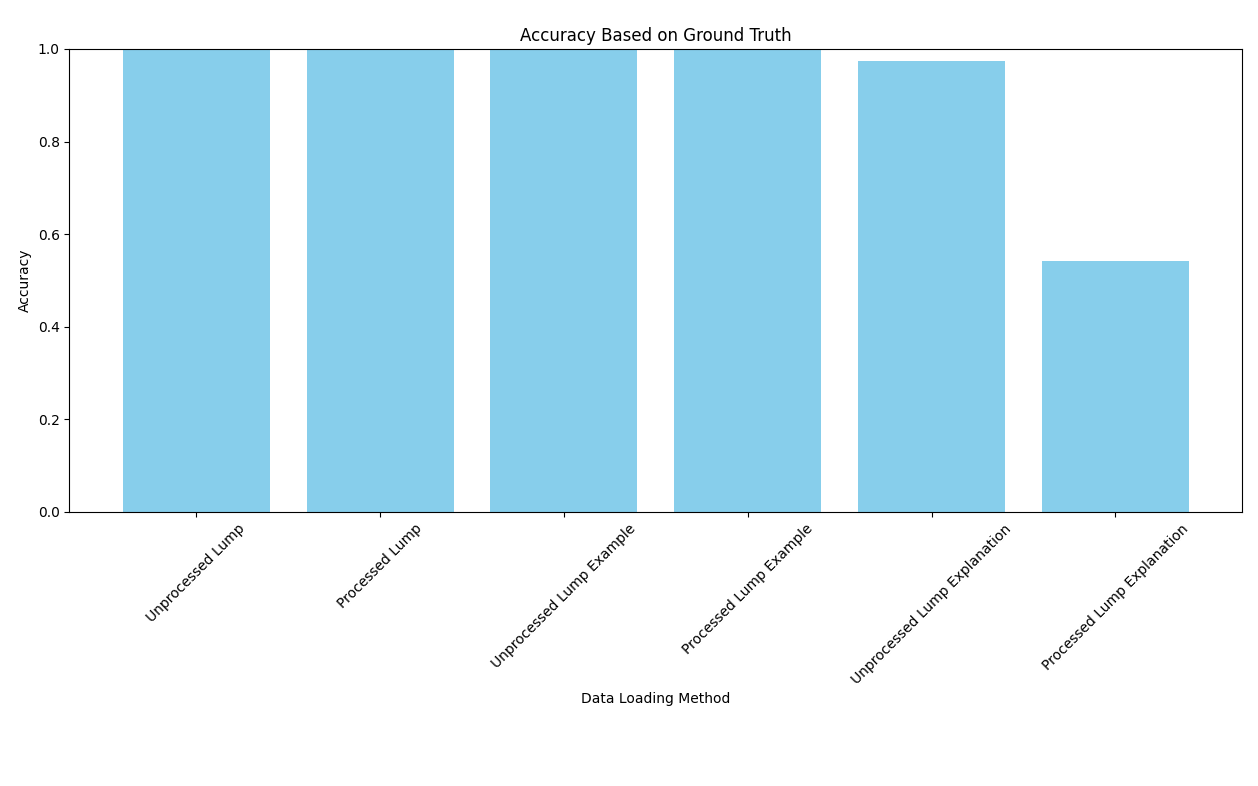 Accuracy Based on Ground Truth
1.0
0.8
0.6
0.4
0.2
0.0
Accuracy
Unprocessed Lump
Processed Lump
Unprocessed Lump Example
Processed Lump Example
Unprocessed Lump Explanation
Processed Lump Explanation
Data Loading Method